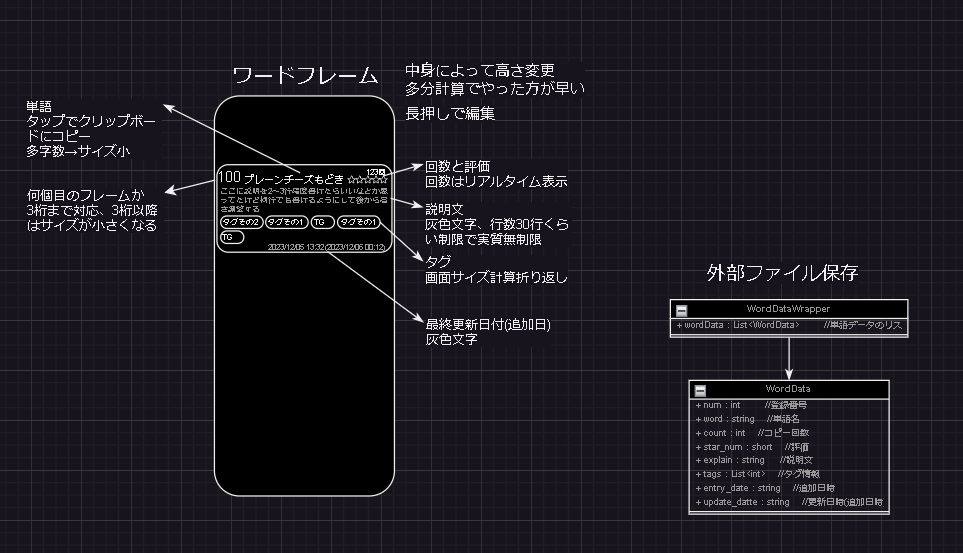 ワードフレーム
中身によって高さ変更
多分計算でやった方が早い
長押しで編集
単語
タップでクリップボー
ドにコピー
多字数→サイズ小
何個目のフレームか
3桁まで対応、3桁以降
はサイズが小さくなる
100 プレーンチーズもどき ☆☆☆☆☆
123回
ここに説明を2～3行程度書けたらいいなとか思
ってたけど何行でも書けるようにして後から省
タグその2 タグその1 TG タグその1
TG
2023/12/05 13:32(2023/12/05 00:12)
回数と評価
回数はリアルタイム表示
説明文
灰色文字、行数30行くら
い制限で実質無制限
タグ
画面サイズ計算折り返し
最終更新日付(追加日)
灰色文字
外部ファイル保存
WordDataWrapper
+ wordData : List<WordData> //単語データのリス
WordData
+ num : int //登録番号
+ word : string //単語名
+ count : int //コピー回数
+ star_num : short //評価
+ explain : string //説明文
+ tags : List<int> //タグ情報
+ entry_date : string //追加日時
+ update_datte : string //更新日時(追加日時